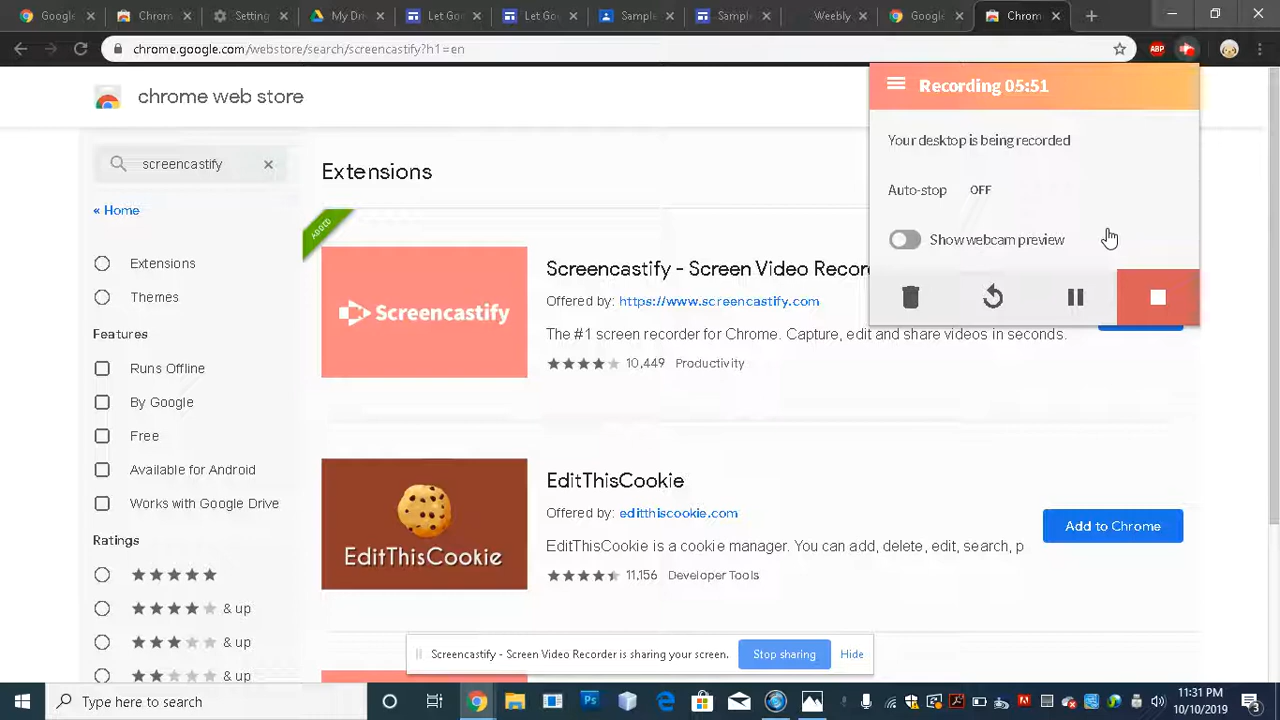 Google
Chrome
Setting
My Driv
Let Go
Let Go
Sample
Sample
Weebly
Google
Chrome
chrome.google.com/webstore/search/screencastify?hl=en
ABP
chrome web store
Recording 05:51
Your desktop is being recorded
Auto-stop OFF
Show webcam preview
screencastify
« Home
Extensions
Themes
Features
Runs Offline
By Google
Free
Available for Android
Works with Google Drive
Ratings
& up
& up
& up
Extensions
ADDED
Screencastify
Screencastify - Screen Video Recor
Offered by: https://www.screencastify.com
The #1 screen recorder for Chrome. Capture, edit and share videos in seconds.
10,449 Productivity
EditThisCookie
EditThisCookie
Offered by: editthiscookie.com
EditThisCookie is a cookie manager. You can add, delete, edit, search, p
11,156 Developer Tools
Add to Chrome
Screencastify - Screen Video Recorder is sharing your screen.
Stop sharing
Hide
Type here to search
Ps
11:31 PM
10/10/2019
3